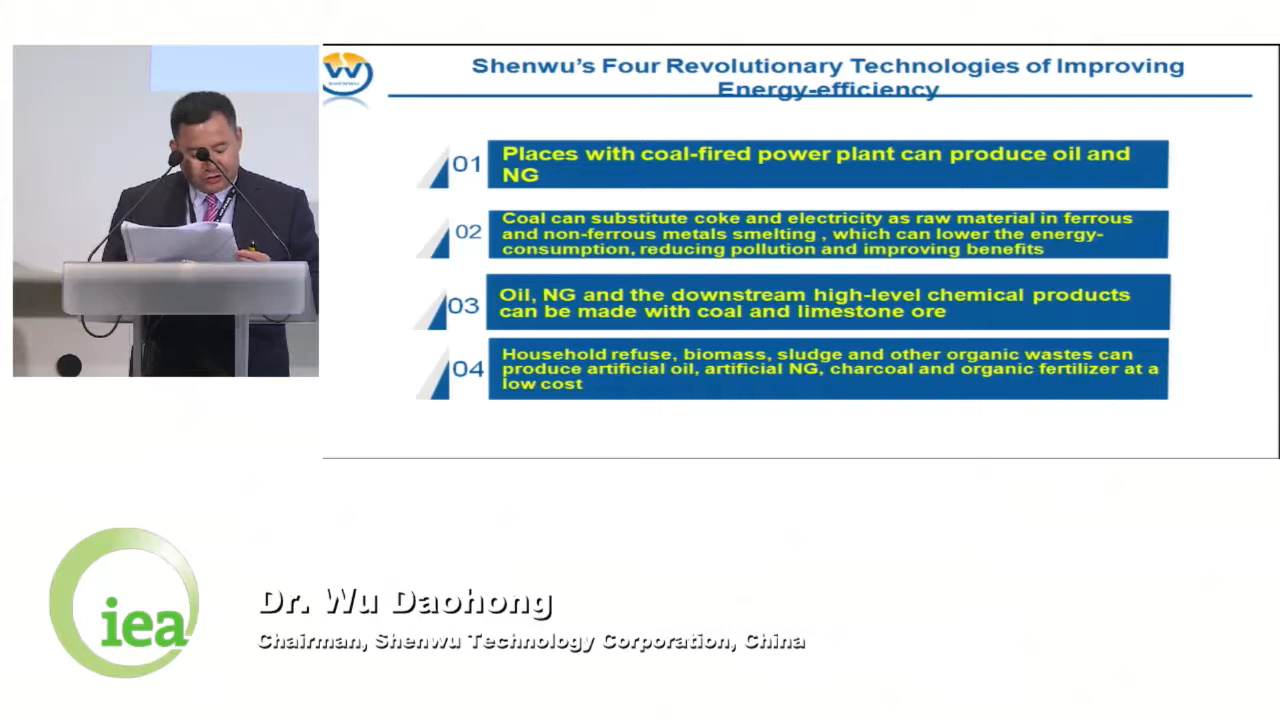 Shenwu's Four Revolutionary Technologies of Improving
Energy-efficiency
SHENWU
01
Places with coal-fired power plant can produce oil and
NG
02
Coal can substitute coke and electricity as raw material in ferrous
and non-ferrous metals smelting , which can lower the energy-
consumption, reducing pollution and improving benefits
03
Oil, NG and the downstream high-level chemical products
can be made with coal and limestone ore
04
Household refuse, biomass, sludge and other organic wastes can
produce artificial oil, artificial NG, charcoal and organic fertilizer at a
low cost
iea
Dr. Wu Daohong
Chairman, Shenwu Technology Corporation, China